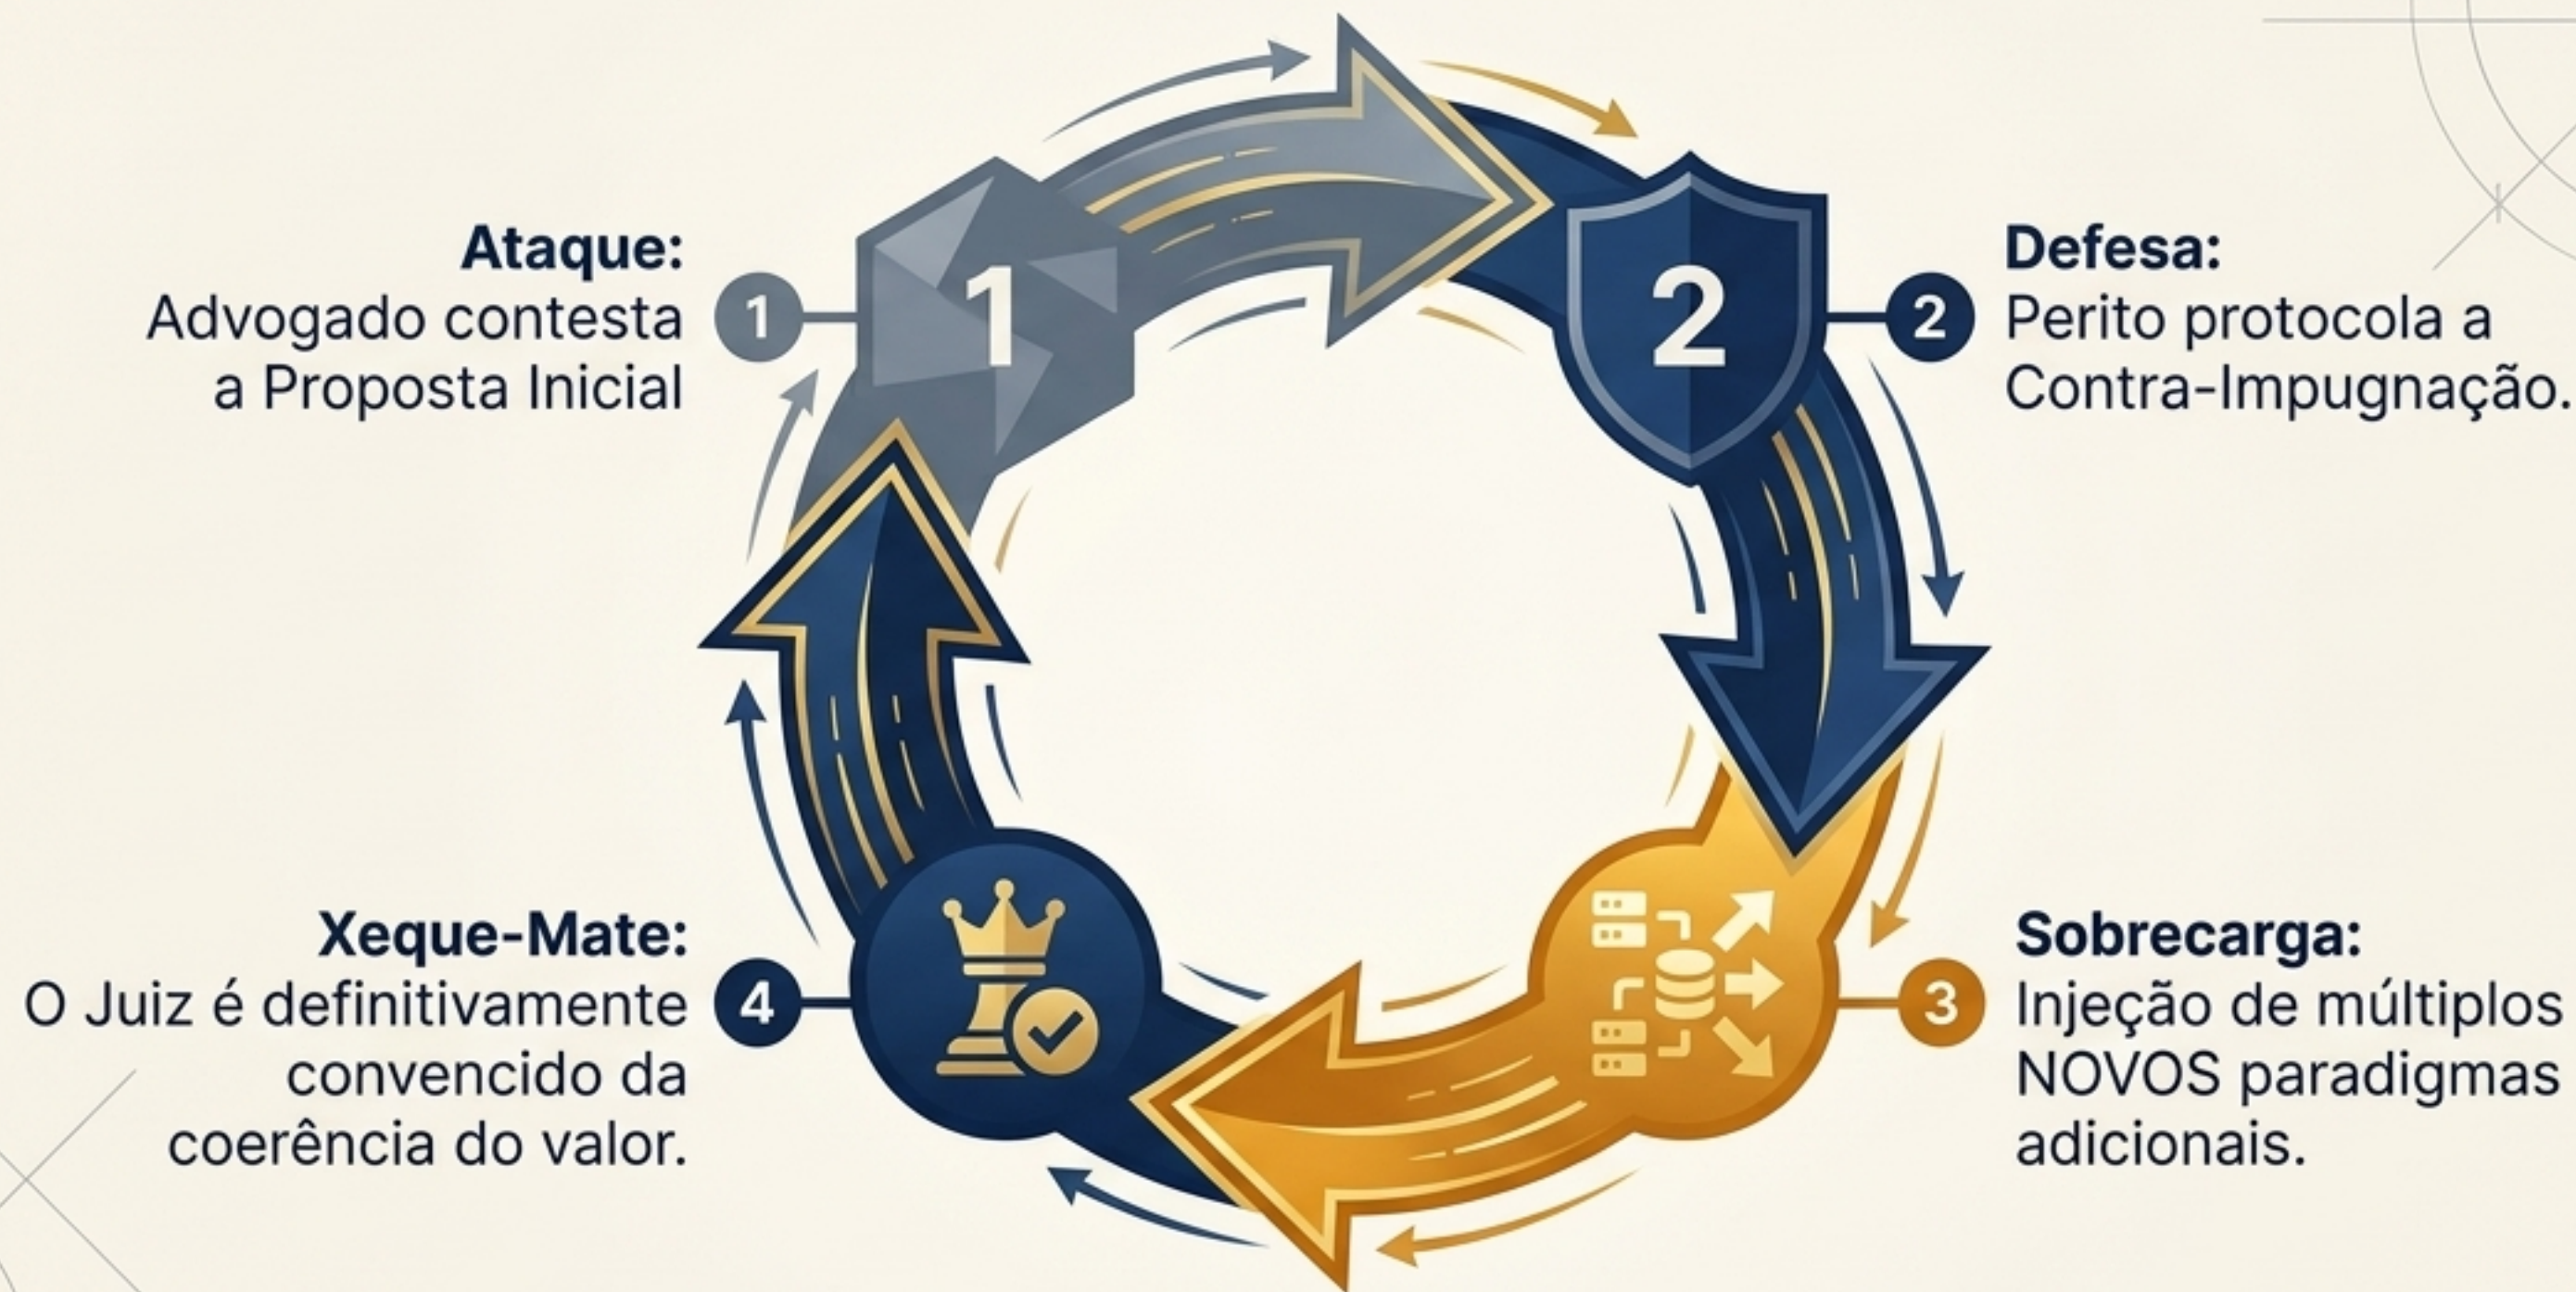 Ataque:
Advogado contesta
a Proposta Inicial
1
1
2
2
Defesa:
Perito protocola a
Contra-Impugnação.
3
Sobrecarga:
Injeção de múltiplos
NOVOS paradigmas
adicionais.
4
Xeque-Mate:
O Juiz é definitivamente
convencido da
coerência do valor.